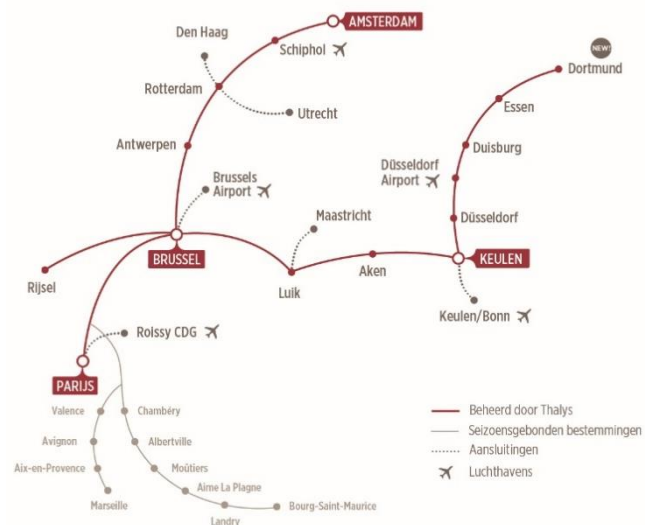 AMSTERDAM
Den Haag
Schiphol
NEW!
Dortmund
Rotterdam
Essen
Utrecht
Antwerpen
Duisburg
Düsseldorf
Airport
Brussels
Airport
Maastricht
Düsseldorf
BRUSSEL
KEULEN
Aken
Rijsel
Luik
Keulen/Bonn
Roissy CDG
PARIJS
Valence
Chambéry
Beheerd door Thalys
Seizoensgebonden bestemmingen
Avignon
Albertville
Aansluitingen
Aix-en-Provence
Moûtiers
Luchthavens
Aime La Plagne
Marseille
Bourg-Saint-Maurice
Landry